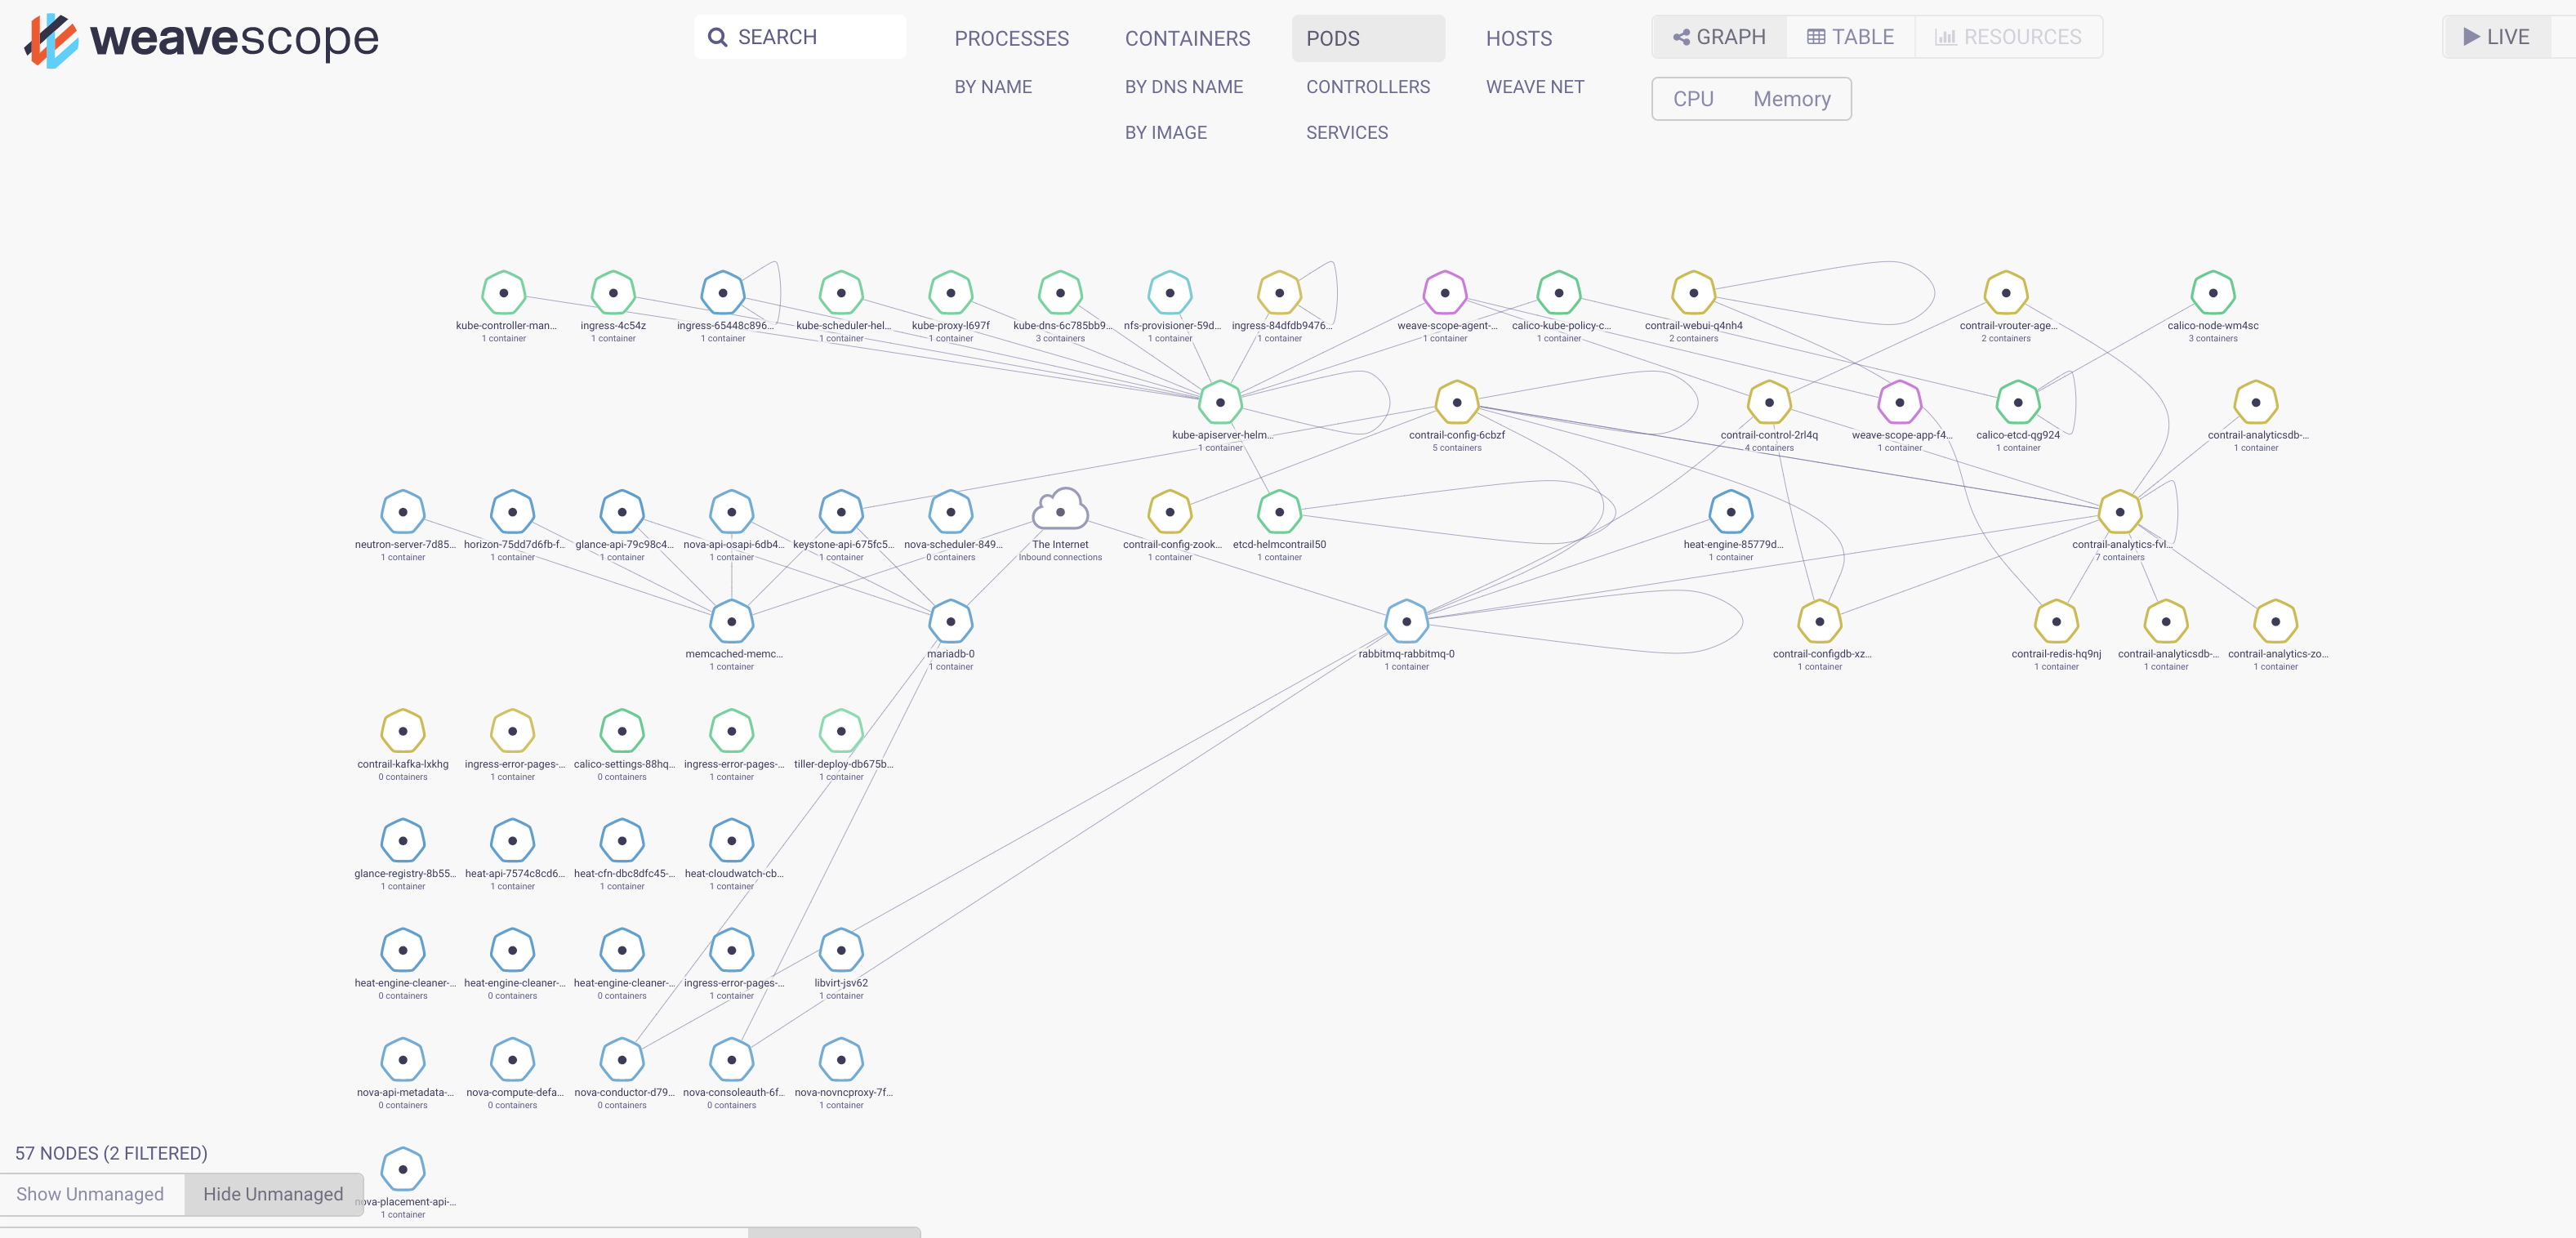 weavescope
SEARCH
PROCESSES
BY NAME
CONTAINERS
BY DNS NAME
BY IMAGE
PODS
CONTROLLERS
SERVICES
HOSTS
WEAVE NET
GRAPH TABLE RESOURCES
CPU Memory
LIVE
kube-controller-man... ingress-4c54z ingress-65448c896... kube-scheduler-hel... kube-proxy-l697f kube-dns-6c785bb9... nfs-provisioner-59d... ingress-84dfdb9476... weave-scope-agent-... calico-kube-policy-c... contrail-webui-q4nh4 contrail-vrouter-age... calico-node-wm4sc
1 container 1 container 1 container 1 container 1 container 3 containers 1 container 1 container 1 container 1 container 2 containers 2 containers 3 containers
kube-apiserver-helm... contrail-config-6cbzf contrail-control-2rl4q weave-scope-app-f4... calico-etcd-qg924 contrail-analyticsdb-...
1 container 5 containers 4 containers 1 container 1 container 1 container
neutron-server-7d85... horizon-75dd7d6fb-f... glance-api-79c98c4... nova-api-osapi-6db4... keystone-api-675fc5... nova-scheduler-849... The Internet contrail-config-zook... etcd-helmcontrail50 heat-engine-85779d... contrail-analytics-fvl...
1 container 1 container 1 container 1 container 1 container 0 containers Inbound connections 1 container 1 container 1 container 7 containers
memcached-memc... mariadb-0 rabbitmq-rabbitmq-0 contrail-configdb-xz... contrail-redis-hq9nj contrail-analyticsdb-... contrail-analytics-zo...
1 container 1 container 1 container 1 container 1 container 1 container 1 container
contrail-kafka-lxkhg ingress-error-pages-... calico-settings-88hq... ingress-error-pages-... tiller-deploy-db675b...
0 containers 1 container 0 containers 1 container 1 container
glance-registry-8b55... heat-api-7574c8cd6... heat-cfn-dbc8dfc45-... heat-cloudwatch-cb...
1 container 1 container 1 container 1 container
heat-engine-cleaner-... heat-engine-cleaner-... heat-engine-cleaner-... ingress-error-pages-... libvirt-jsv62
0 containers 0 containers 0 containers 1 container 1 container
nova-api-metadata-... nova-compute-defa... nova-conductor-d79... nova-consoleauth-6f... nova-novncproxy-7f...
0 containers 0 containers 0 containers 0 containers 1 container
57 NODES (2 FILTERED)
Show Unmanaged Hide Unmanaged
nova-placement-api-...
1 container